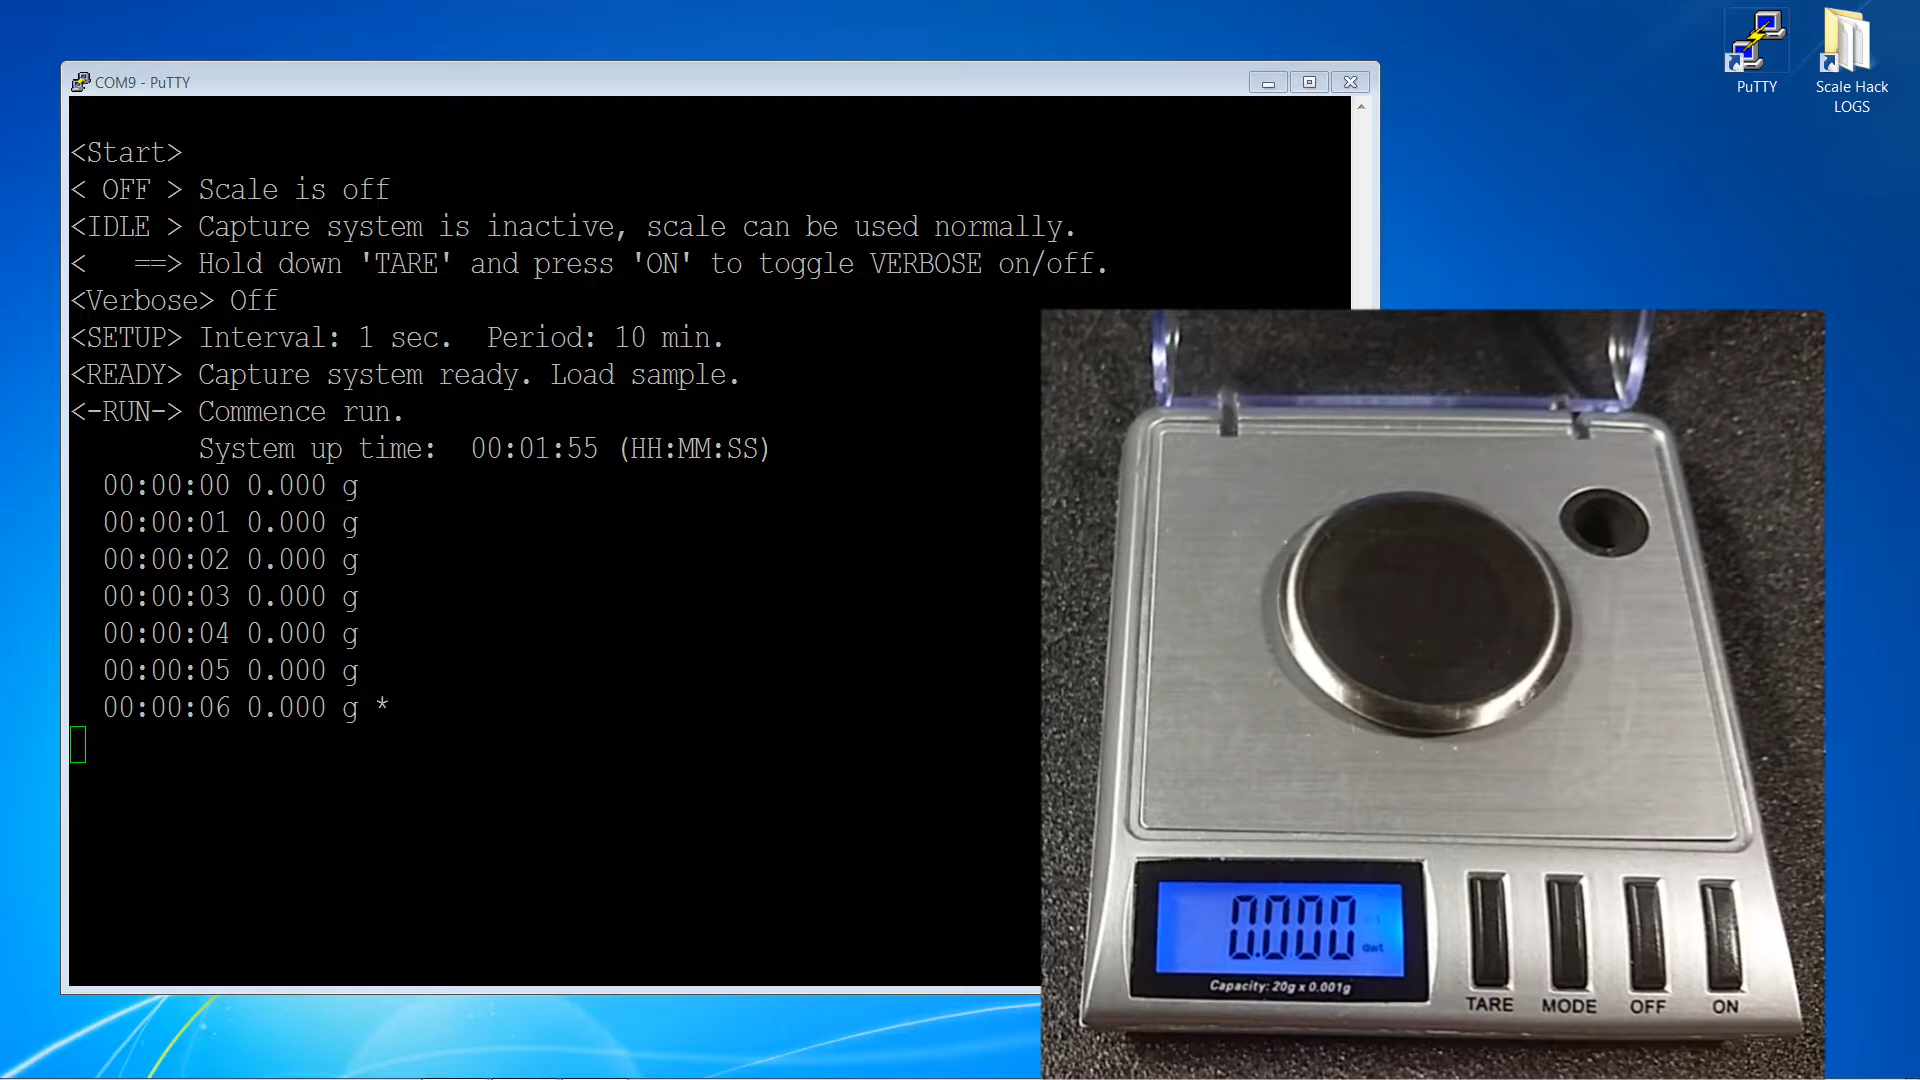 COM9 - PuTTY
<Start>
< OFF > Scale is off
<IDLE > Capture system is inactive, scale can be used normally.
<   ==> Hold down 'TARE' and press 'ON' to toggle VERBOSE on/off.
<Verbose> Off
<SETUP> Interval: 1 sec.  Period: 10 min.
<READY> Capture system ready. Load sample.
<-RUN-> Commence run.
System up time:  00:01:55 (HH:MM:SS)
00:00:00 0.000 g
00:00:01 0.000 g
00:00:02 0.000 g
00:00:03 0.000 g
00:00:04 0.000 g
00:00:05 0.000 g
00:00:06 0.000 g *
PuTTY
Scale Hack
LOGS
0.000
dwt
Capacity: 20g x 0.001g
TARE MODE OFF ON